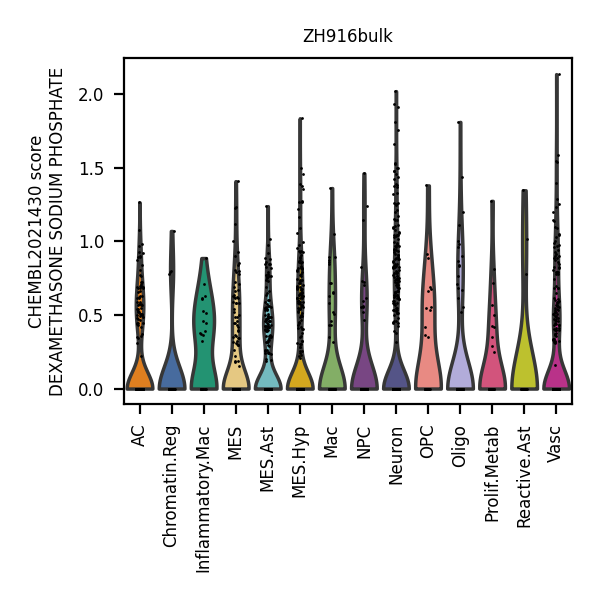 ZH916bulk
CHEMBL2021430 score
DEXAMETHASONE SODIUM PHOSPHATE
2.0
1.5
1.0
0.5
0.0
AC
Chromatin.Reg
Inflammatory.Mac
MES
MES.Ast
MES.Hyp
Mac
NPC
Neuron
OPC
Oligo
Prolif.Metab
Reactive.Ast
Vasc